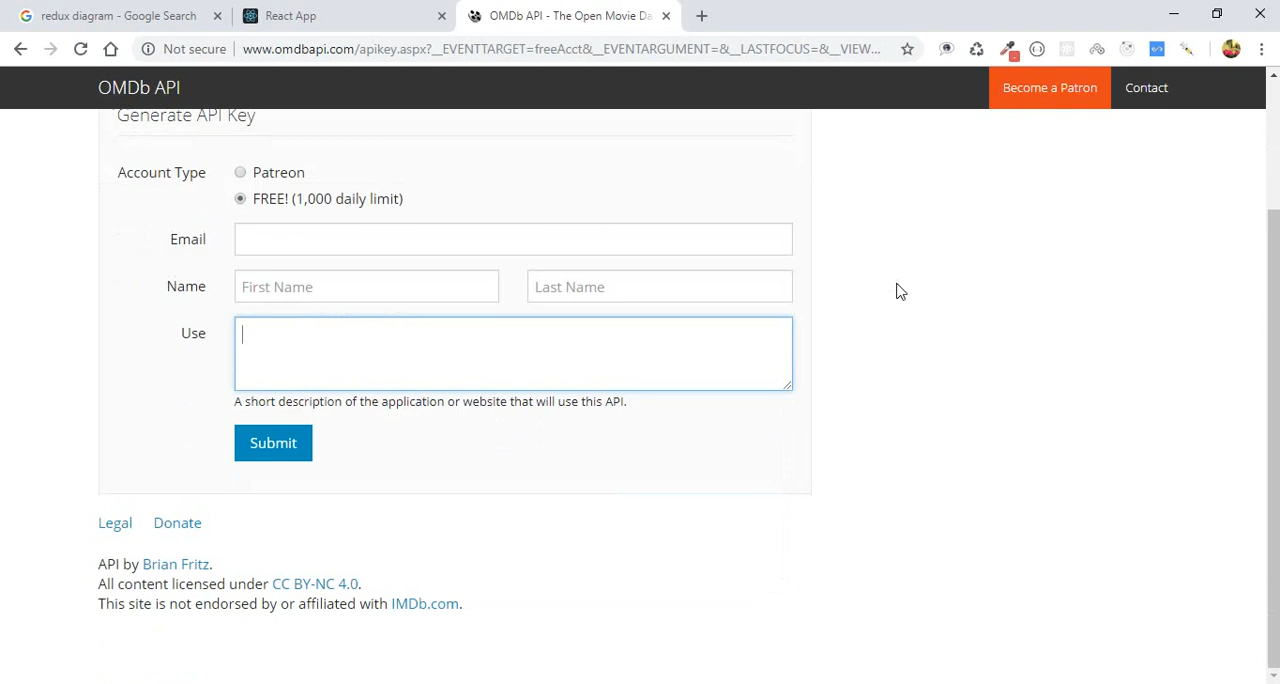 redux diagram - Google Search
React App
OMDb API - The Open Movie Da
Not secure
www.omdbapi.com/apikey.aspx?__EVENTTARGET=freeAcct&__EVENTARGUMENT=&__LASTFOCUS=&__VIEW...
OMDb API
Become a Patron
Contact
Generate API Key
Account Type
Patreon
FREE! (1,000 daily limit)
Email
Name
First Name
Last Name
Use
A short description of the application or website that will use this API.
Submit
Legal
Donate
API by Brian Fritz.
All content licensed under CC BY-NC 4.0.
This site is not endorsed by or affiliated with IMDb.com.